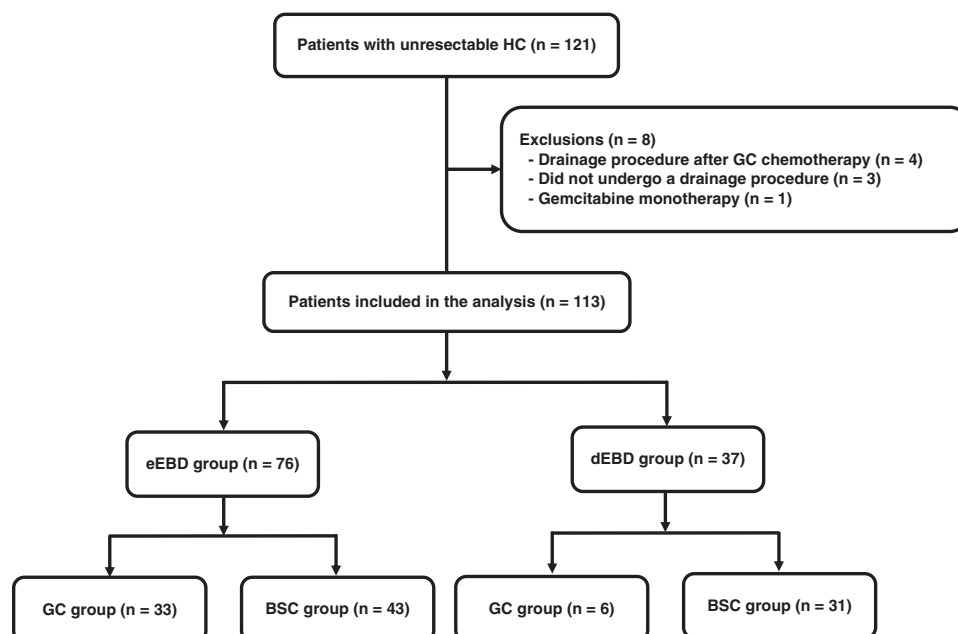 Patients with unresectable HC (n = 121)
Exclusions (n = 8)
- Drainage procedure after GC chemotherapy (n = 4)
- Did not undergo a drainage procedure (n = 3)
- Gemcitabine monotherapy (n = 1)
Patients included in the analysis (n = 113)
eEBD group (n = 76)
dEBD group (n = 37)
GC group (n = 33)
BSC group (n = 43)
GC group (n = 6)
BSC group (n = 31)